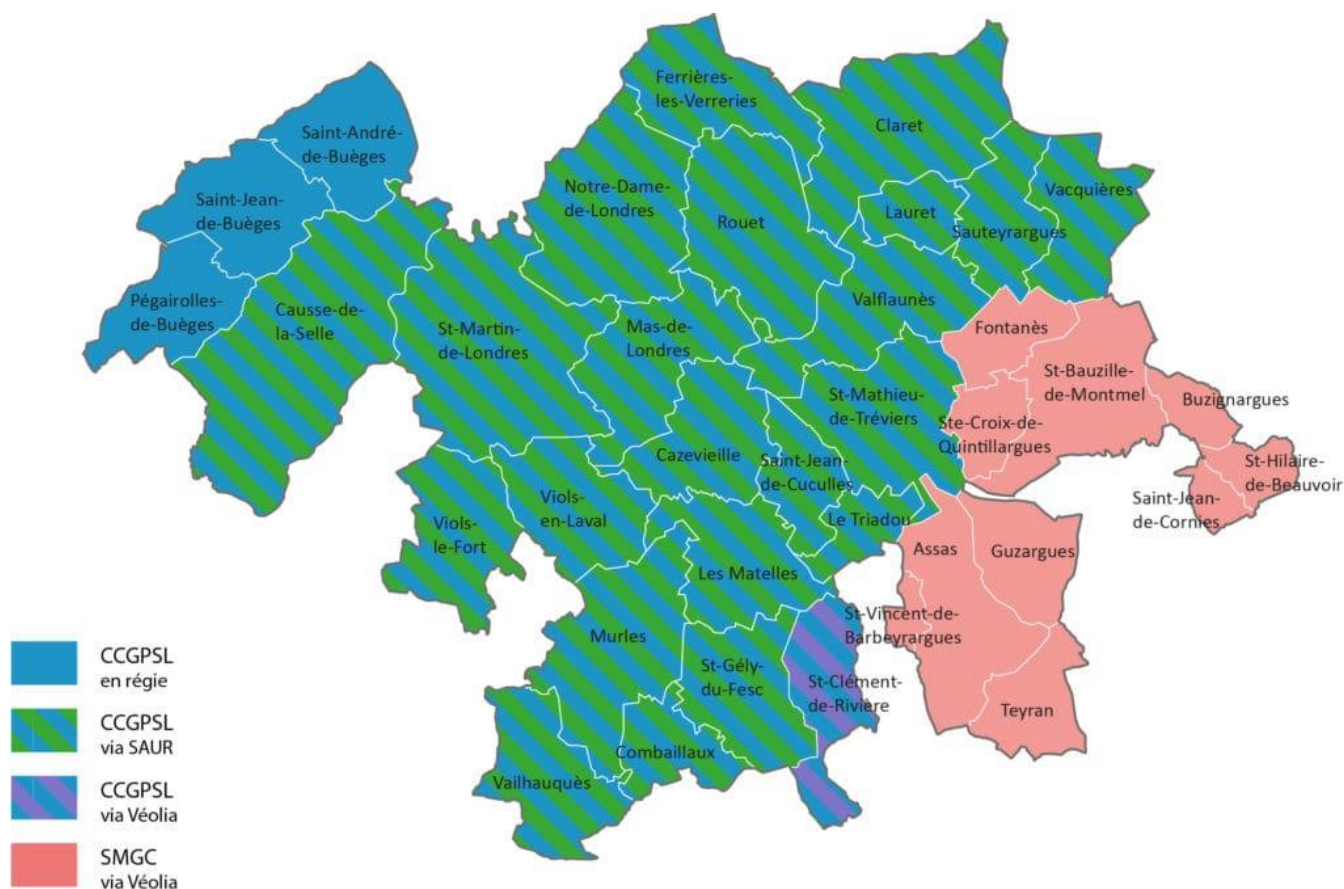 Ferrières-
les-Verreries
Claret
Saint-André-
de-Buèges
Saint-Jean-
de-Buèges
Notre-Dame-
de-Londres
Rouet
Lauret
Vacquières
Sauteyrargues
Pégairolles-
de-Buèges
Causse-de-
la-Selle
St-Martin-
de-Londres
Mas-de-
Londres
Valflaunès
Fontanès
St-Bauzille-
de-Montmel
Buzignargues
St-Mathieu-
de-Tréviers
Ste-Croix-de-
Quintillargues
St-Hilaire-
de-Beauvoir
Saint-Jean-
de-Cornies
Cazevieille
Saint-Jean-
de-Cuculles
Viols-
en-Laval
Viols-
le-Fort
Le Triadou
Assas
Guzargues
Les Matelles
St-Vincent-de-
Barbeyrargues
Murles
St-Gély-
du-Fesc
St-Clément-
de-Rivière
Teyran
Combaillaux
Vailhauquès
CCGPSL
en régie
CCGPSL
via SAUR
CCGPSL
via Véolia
SMGC
via Véolia